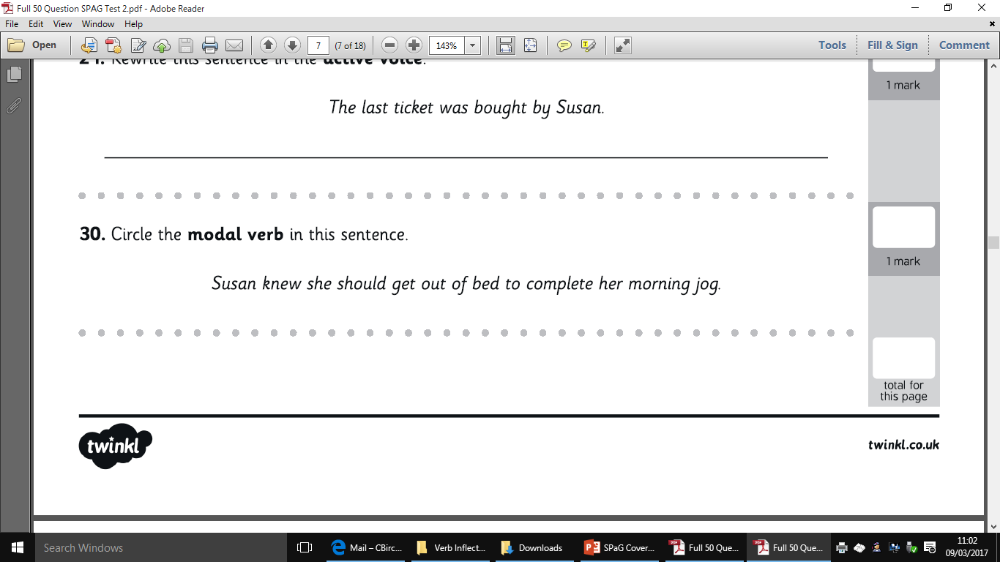 Full 50 Question SPAG Test 2.pdf - Adobe Reader
File Edit View Window Help
Open 7 (7 of 18) 143% Tools Fill & Sign Comment
Rewrite this sentence in the active voice.
1 mark
The last ticket was bought by Susan.
30. Circle the modal verb in this sentence.
1 mark
Susan knew she should get out of bed to complete her morning jog.
total for
this page
twinkl
twinkl.co.uk
Search Windows Mail – CBirc... Verb Inflect... Downloads SPaG Cover... Full 50 Que... Full 50 Que... 11:02
09/03/2017